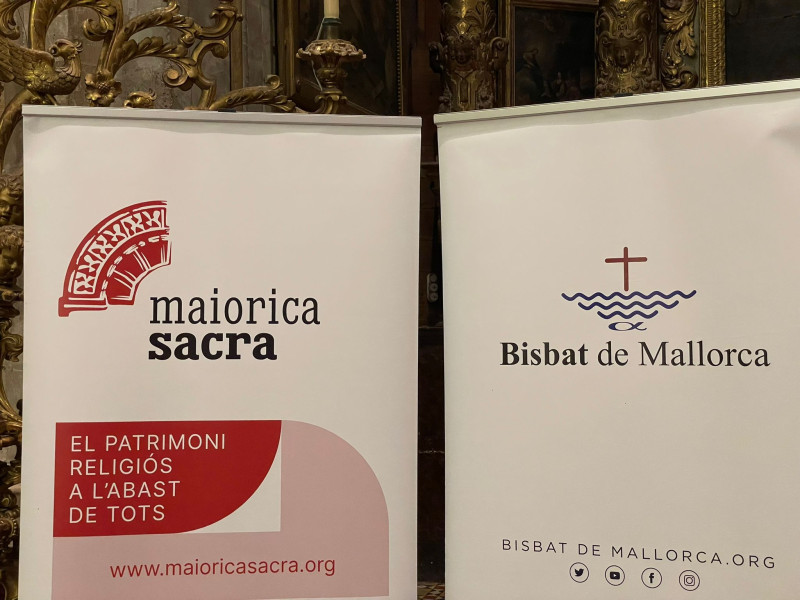 maiorica
sacra
EL PATRIMONI
RELIGIÓS
A L'ABAST
DE TOTS
www.maioricasacra.org
Bisbat de Mallorca
BISBAT DE MALLORCA.ORG